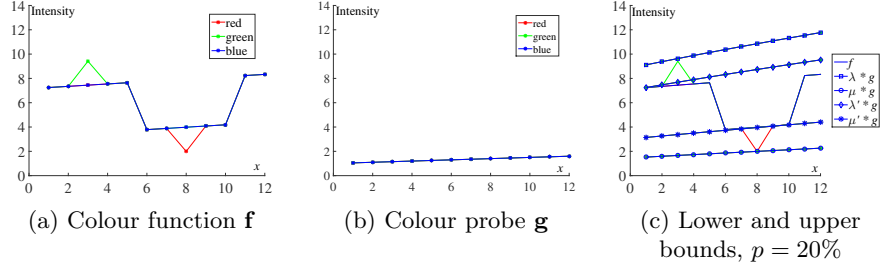 Intensity
14
12
10
8
6
4
2
0
0 2 4 6 8 10 12
x
red
green
blue
(a) Colour function f
Intensity
14
12
10
8
6
4
2
0
0 2 4 6 8 10 12
x
red
green
blue
(b) Colour probe g
Intensity
14
12
10
8
6
4
2
0
0 2 4 6 8 10 12
x
f
λ * g
μ * g
λ' * g
μ' * g
(c) Lower and upper
bounds, p = 20%